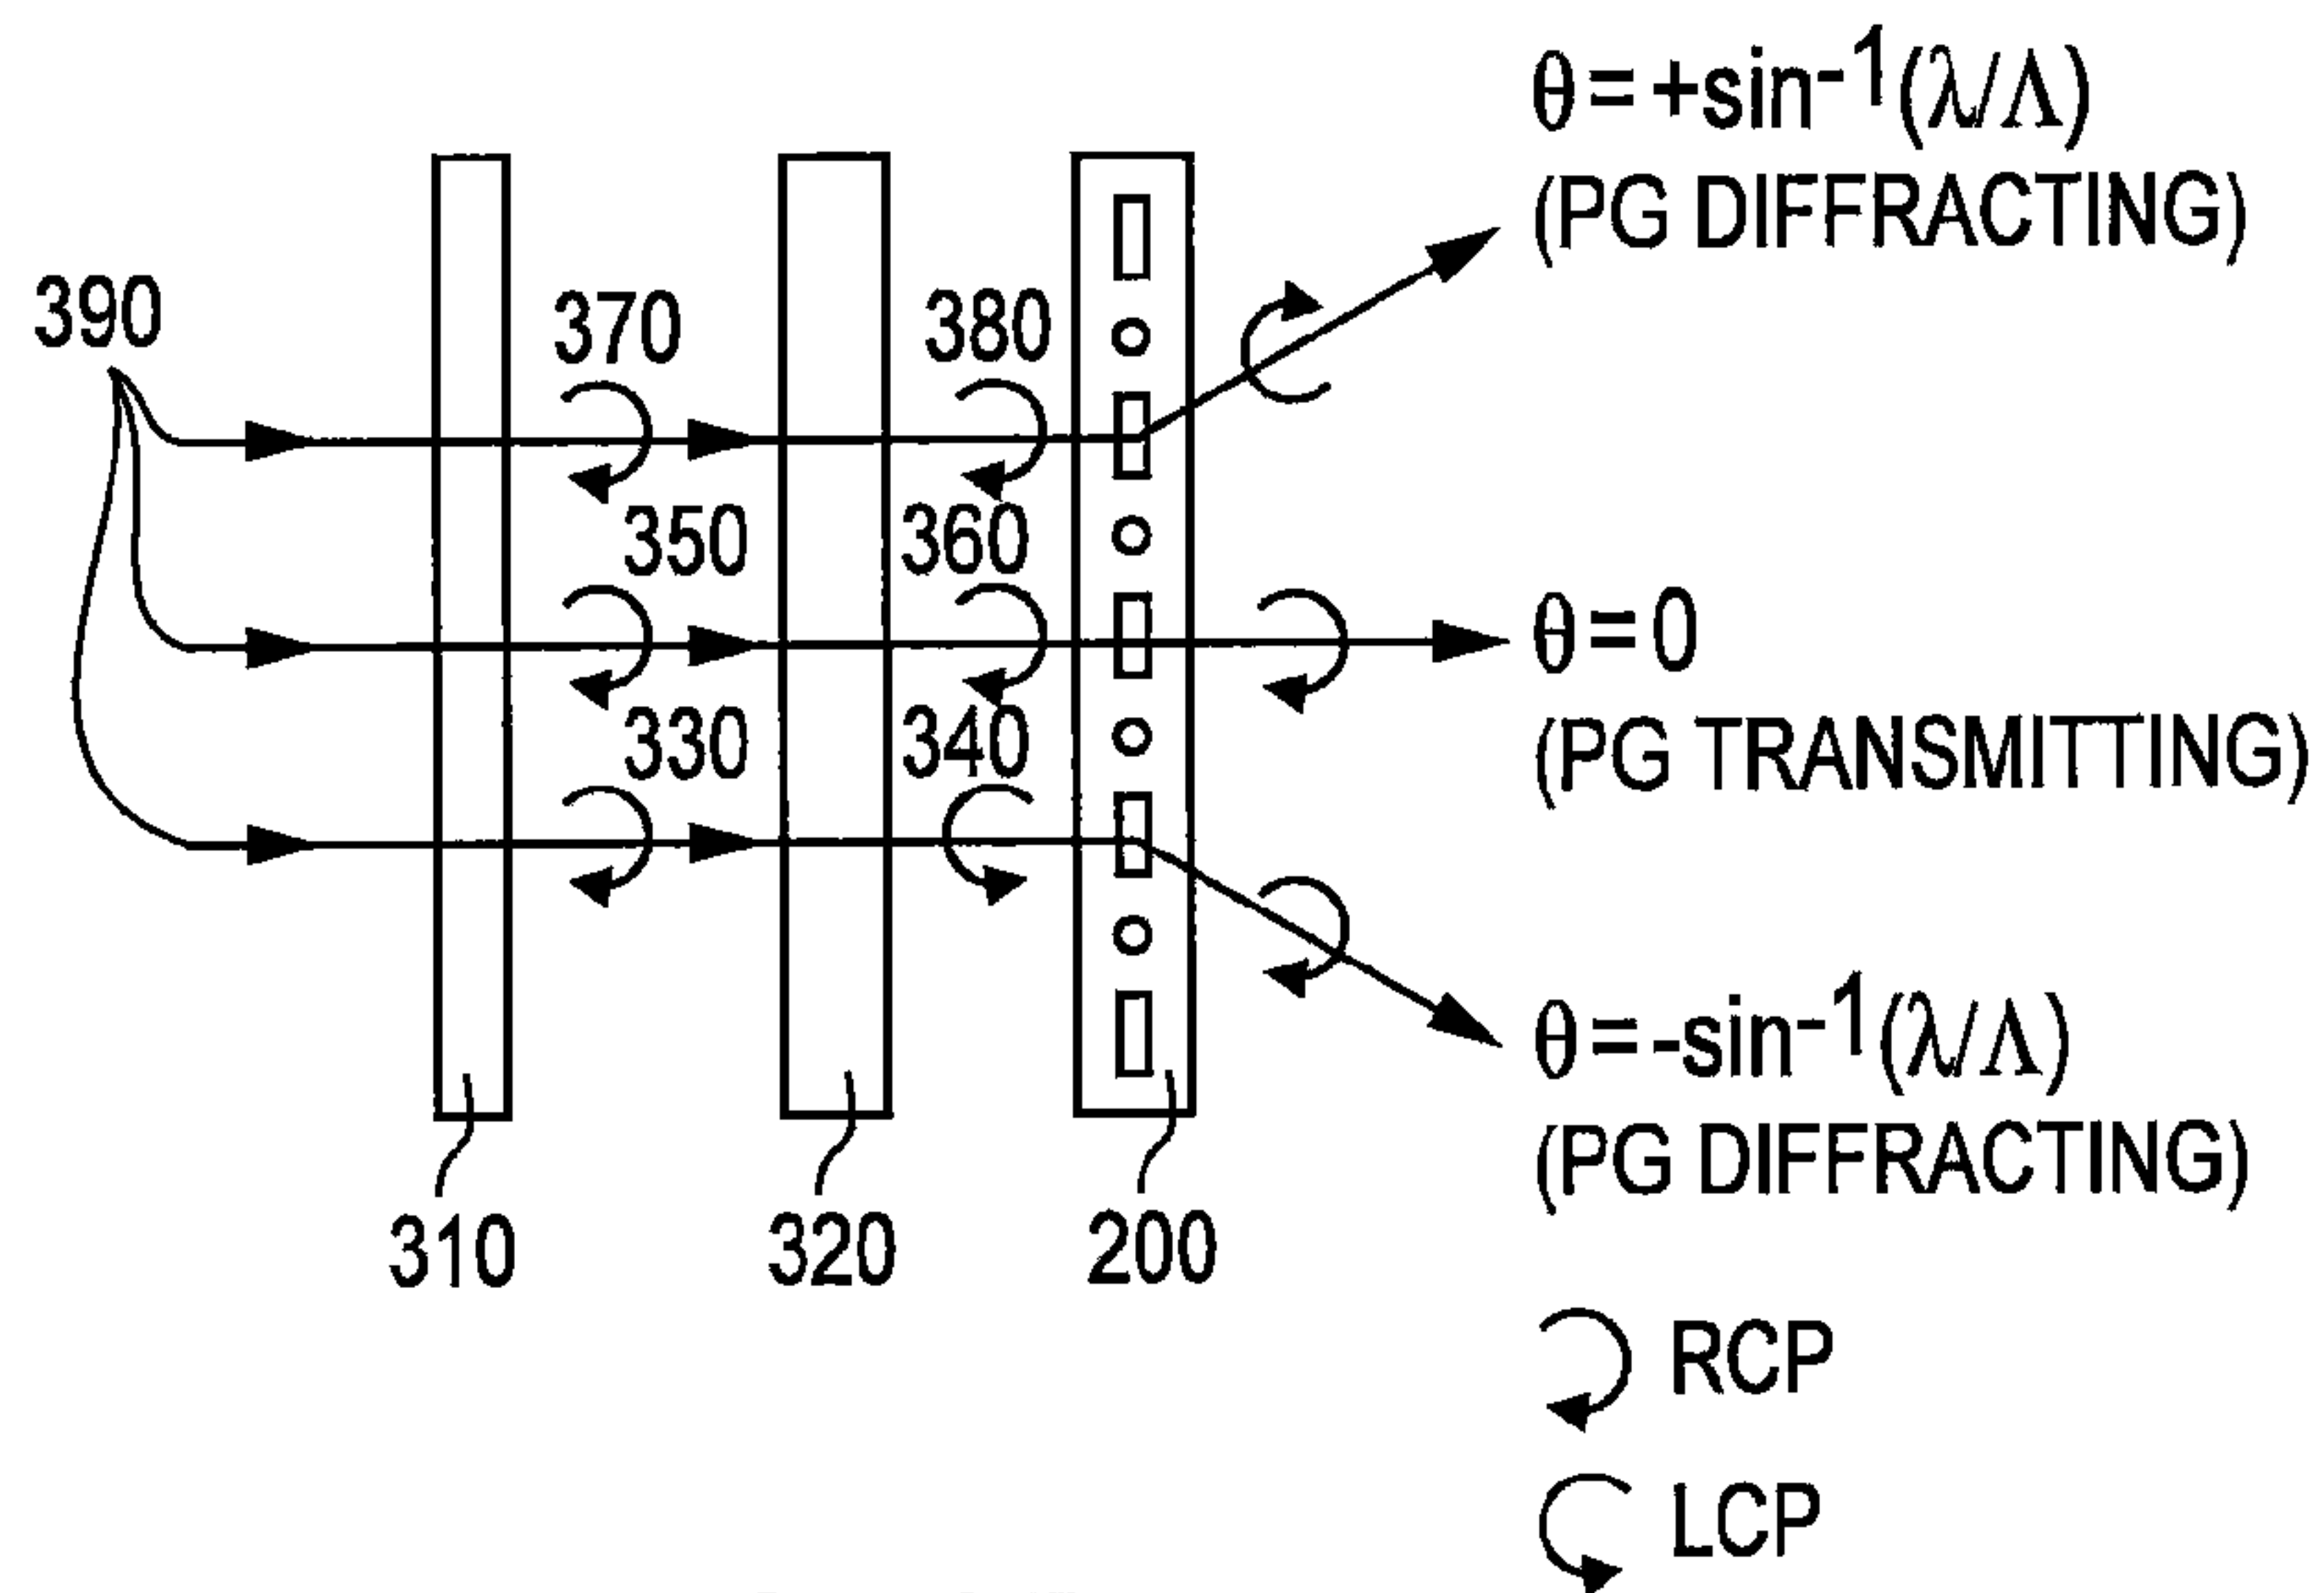 θ = +sin-1(λ/Λ)
(PG DIFFRACTING)
390
370
380
350
360
θ = 0
(PG TRANSMITTING)
330
340
θ = -sin-1(λ/Λ)
(PG DIFFRACTING)
310
320
200
RCP
LCP